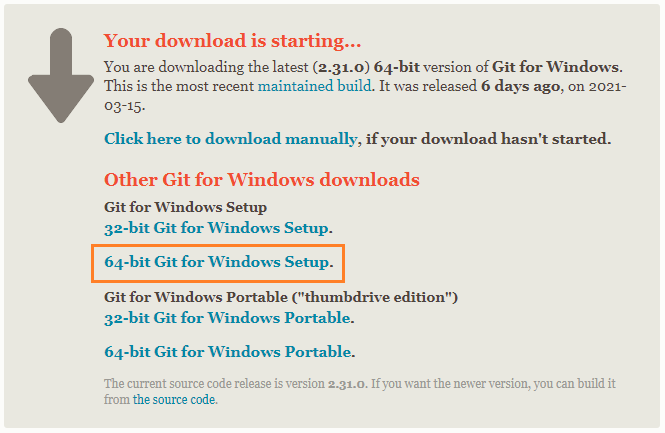 Your download is starting...
You are downloading the latest (2.31.0) 64-bit version of Git for Windows.
This is the most recent maintained build. It was released 6 days ago, on 2021-
03-15.
Click here to download manually, if your download hasn't started.
Other Git for Windows downloads
Git for Windows Setup
32-bit Git for Windows Setup.
64-bit Git for Windows Setup.
Git for Windows Portable ("thumbdrive edition")
32-bit Git for Windows Portable.
64-bit Git for Windows Portable.
The current source code release is version 2.31.0. If you want the newer version, you can build it
from the source code.